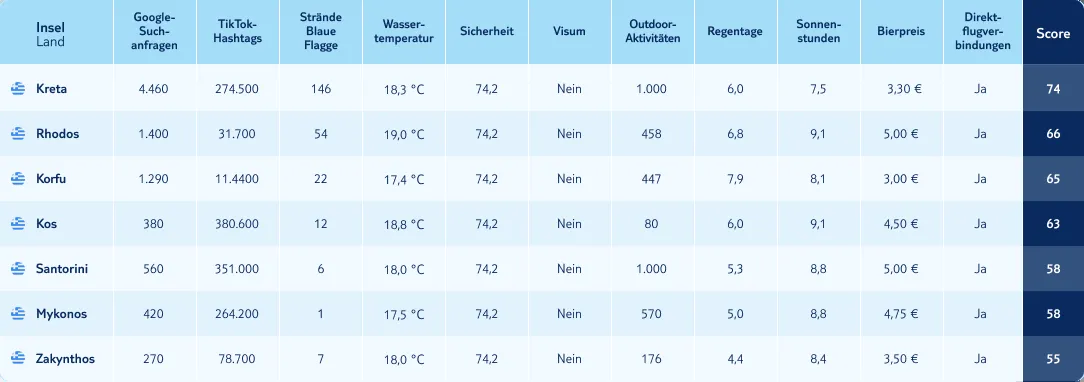 Insel Land | Google-Such-anfragen | TikTok-Hashtags | Strände Blaue Flagge | Wasser-temperatur | Sicherheit | Visum | Outdoor-Aktivitäten | Regentage | Sonnen-stunden | Bierpreis | Direkt-flugver-bindungen | Score
Kreta | 4.460 | 274.500 | 146 | 18,3 °C | 74,2 | Nein | 1.000 | 6,0 | 7,5 | 3,30 € | Ja | 74
Rhodos | 1.400 | 31.700 | 54 | 19,0 °C | 74,2 | Nein | 458 | 6,8 | 9,1 | 5,00 € | Ja | 66
Korfu | 1.290 | 11.4400 | 22 | 17,4 °C | 74,2 | Nein | 447 | 7,9 | 8,1 | 3,00 € | Ja | 65
Kos | 380 | 380.600 | 12 | 18,8 °C | 74,2 | Nein | 80 | 6,0 | 9,1 | 4,50 € | Ja | 63
Santorini | 560 | 351.000 | 6 | 18,0 °C | 74,2 | Nein | 1.000 | 5,3 | 8,8 | 5,00 € | Ja | 58
Mykonos | 420 | 264.200 | 1 | 17,5 °C | 74,2 | Nein | 570 | 5,0 | 8,8 | 4,75 € | Ja | 58
Zakynthos | 270 | 78.700 | 7 | 18,0 °C | 74,2 | Nein | 176 | 4,4 | 8,4 | 3,50 € | Ja | 55